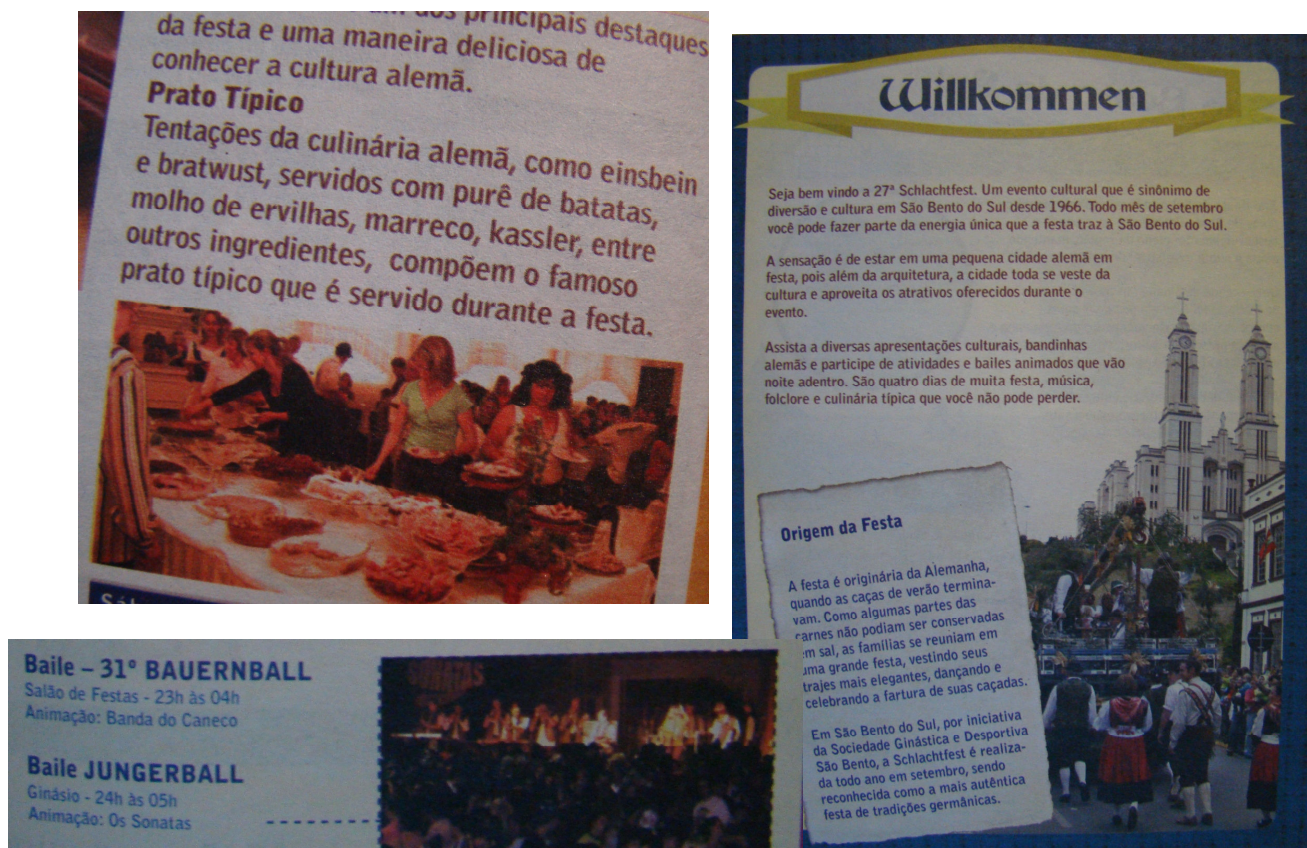 dos principais destaques
da festa e uma maneira deliciosa de
conhecer a cultura alemã.
Prato Típico
Tentações da culinária alemã, como einsbein
e bratwust, servidos com purê de batatas,
molho de ervilhas, marreco, kassler, entre
outros ingredientes, compõem o famoso
prato típico que é servido durante a festa.
Willkommen
Seja bem vindo a 27ª Schlachtfest. Um evento cultural que é sinônimo de
diversão e cultura em São Bento do Sul desde 1966. Todo mês de setembro
você pode fazer parte da energia única que a festa traz à São Bento do Sul.
A sensação é de estar em uma pequena cidade alemã em
festa, pois além da arquitetura, a cidade toda se veste da
cultura e aproveita os atrativos oferecidos durante o
evento.
Assista a diversas apresentações culturais, bandinhas
alemãs e participe de atividades e bailes animados que vão
noite adentro. São quatro dias de muita festa, música,
folclore e culinária típica que você não pode perder.
Origem da Festa
A festa é originária da Alemanha,
quando as caças de verão termina-
vam. Como algumas partes das
carnes não podiam ser conservadas
em sal, as famílias se reuniam em
uma grande festa, vestindo seus
trajes mais elegantes, dançando e
celebrando a fartura de suas caçadas.
Em São Bento do Sul, por iniciativa
da Sociedade Ginástica e Desportiva
São Bento, a Schlachtfest é realiza-
da todo ano em setembro, sendo
reconhecida como a mais autêntica
festa de tradições germânicas.
Baile – 31º BAUERNBALL
Salão de Festas - 23h às 04h
Animação: Banda do Caneco
Baile JUNGERBALL
Ginásio - 24h às 05h
Animação: Os Sonatas